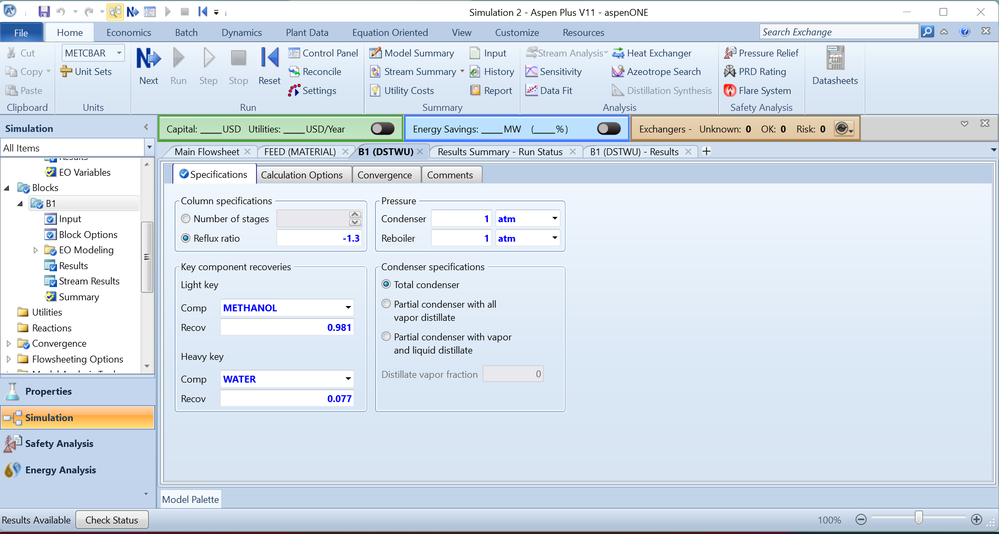 Simulation 2 - Aspen Plus V11 - aspenONE
File Home Economics Batch Dynamics Plant Data Equation Oriented View Customize Resources Search Exchange
Cut METCBAR Control Panel Model Summary Input Stream Analysis Heat Exchanger Pressure Relief
Copy Unit Sets Reconcile Stream Summary History Sensitivity Azeotrope Search PRD Rating
Next Run Step Stop Reset Datasheets
Paste Settings Utility Costs Report Data Fit Distillation Synthesis Flare System
Clipboard Units Run Summary Analysis Safety Analysis
Simulation
Capital: ____USD Utilities: ____USD/Year Energy Savings: ____MW (____%) Exchangers - Unknown: 0 OK: 0 Risk: 0
All Items
Main Flowsheet FEED (MATERIAL) B1 (DSTWU) Results Summary - Run Status B1 (DSTWU) - Results
Results
EO Variables
Blocks
B1
Input
Block Options
EO Modeling
Results
Stream Results
Summary
Utilities
Reactions
Convergence
Flowsheeting Options
Properties
Simulation
Safety Analysis
Energy Analysis
Specifications Calculation Options Convergence Comments
Column specifications
Number of stages
Reflux ratio -1.3
Pressure
Condenser 1 atm
Reboiler 1 atm
Key component recoveries
Light key
Comp METHANOL
Recov 0.981
Heavy key
Comp WATER
Recov 0.077
Condenser specifications
Total condenser
Partial condenser with all
vapor distillate
Partial condenser with vapor
and liquid distillate
Distillate vapor fraction 0
Model Palette
Results Available Check Status 100%